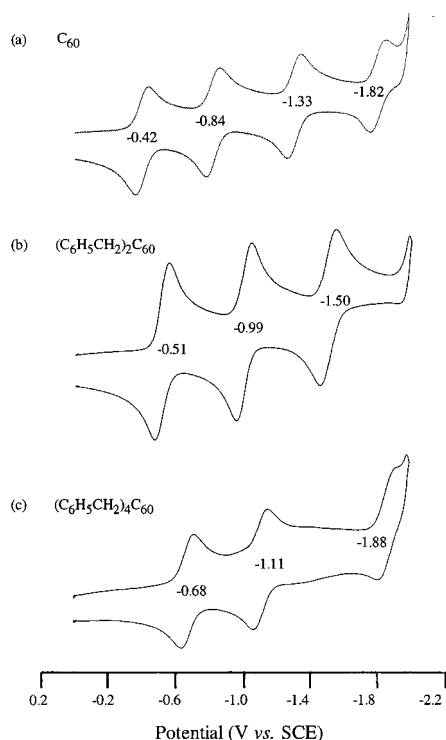 (a) C60
-0.42 -0.84 -1.33 -1.82
(b) (C6H5CH2)2C60
-0.51 -0.99 -1.50
(c) (C6H5CH2)4C60
-0.68 -1.11 -1.88
0.2 -0.2 -0.6 -1.0 -1.4 -1.8 -2.2
Potential (V vs. SCE)